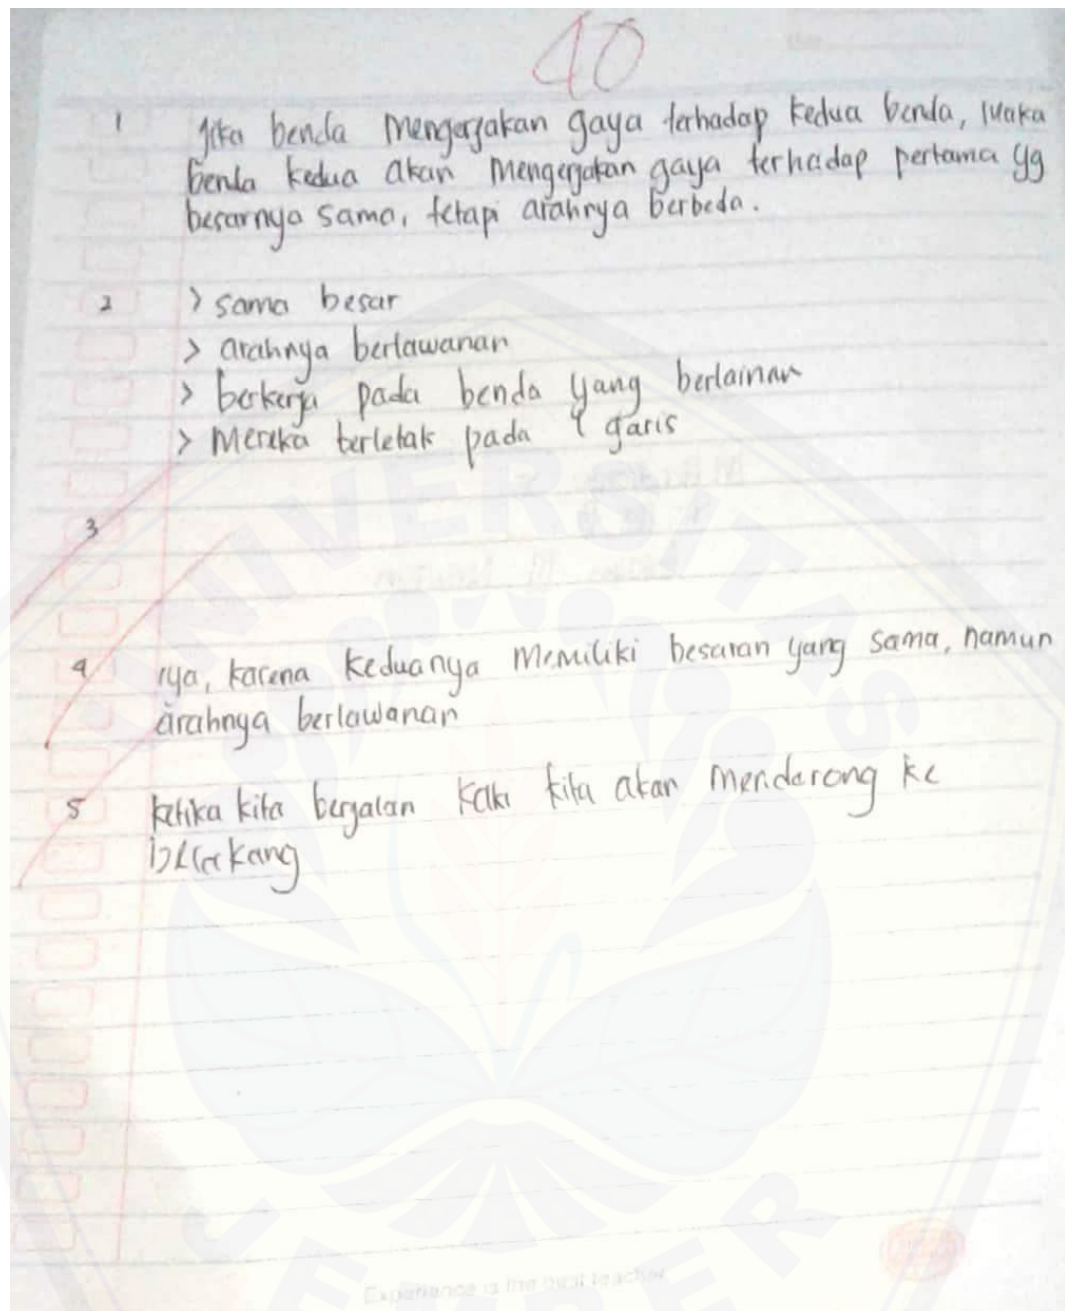 40
1 Jika benda mengerjakan gaya terhadap kedua benda, maka
benda kedua akan mengerjakan gaya terhadap pertama yg
besarnya sama, tetapi arahnya berbeda.
2 > sama besar
> arahnya berlawanan
> berkerja pada benda yang berlainan
> Mereka terletak pada 1 garis
3
4 iya, karena keduanya memiliki besaran yang sama, namun
arahnya berlawanan
5 ketika kita berjalan kaki kita akan mendorong ke
belakang
UNIVERSITAS
JEMBER
Experience is the best teacher